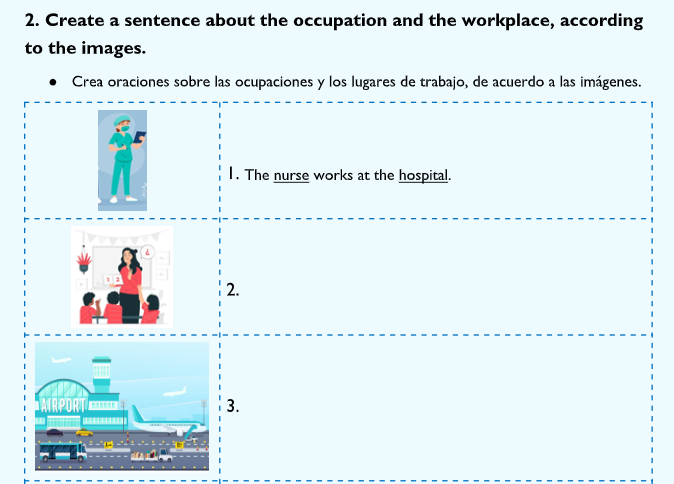 2. Create a sentence about the occupation and the workplace, according
to the images.
● Crea oraciones sobre las ocupaciones y los lugares de trabajo, de acuerdo a las imágenes.
1. The nurse works at the hospital.
2.
AIRPORT
3.